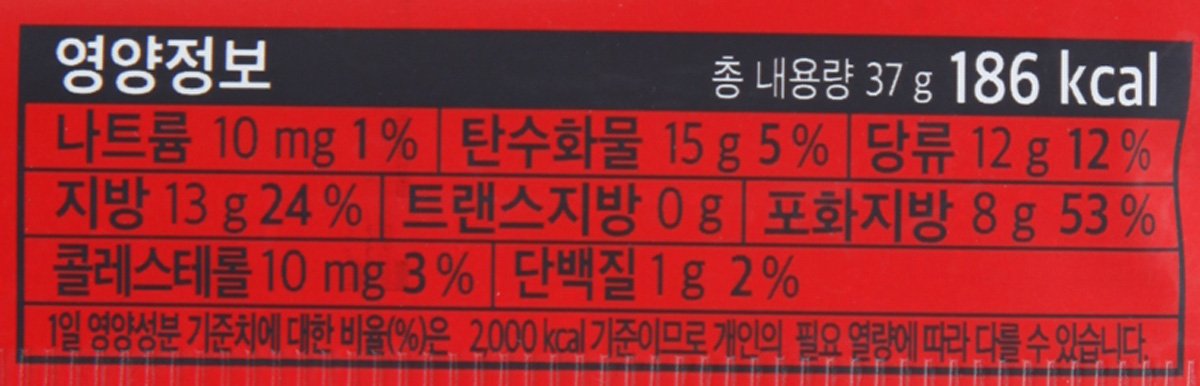 영양정보 총 내용량 37 g 186 kcal
나트륨 10 mg 1 % 탄수화물 15 g 5 % 당류 12 g 12 %
지방 13 g 24 % 트랜스지방 0 g 포화지방 8 g 53 %
콜레스테롤 10 mg 3 % 단백질 1 g 2 %
1일 영양성분 기준치에 대한 비율(%)은 2,000 kcal 기준이므로 개인의 필요 열량에 따라 다를 수 있습니다.